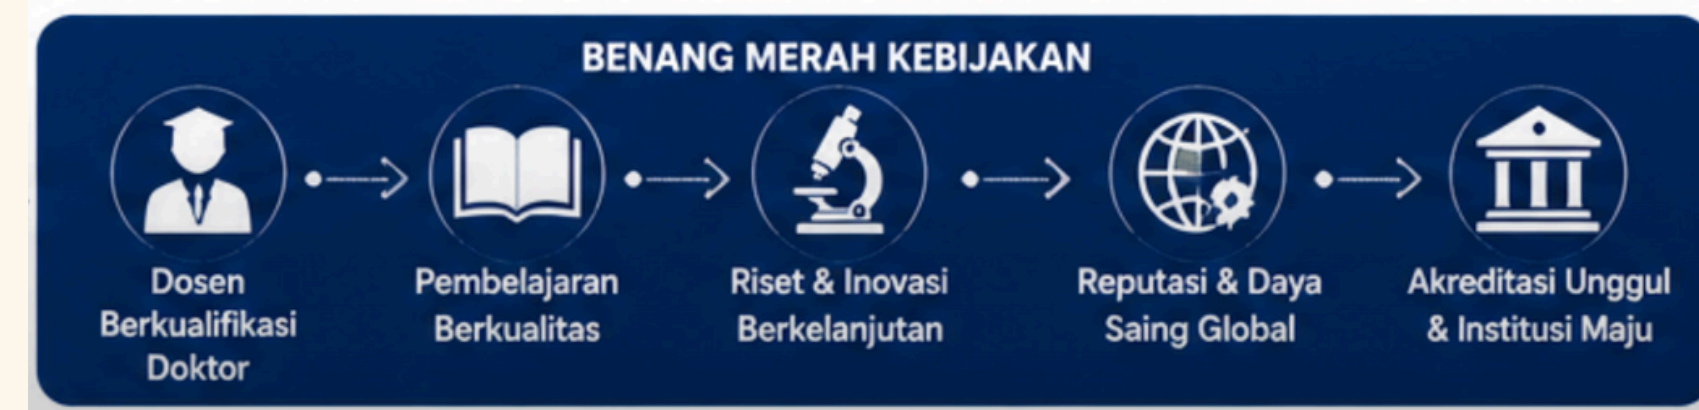 BENANG MERAH KEBIJAKAN
Dosen
Berkualifikasi
Doktor
Pembelajaran
Berkualitas
Riset & Inovasi
Berkelanjutan
Reputasi & Daya
Saing Global
Akreditasi Unggul
& Institusi Maju